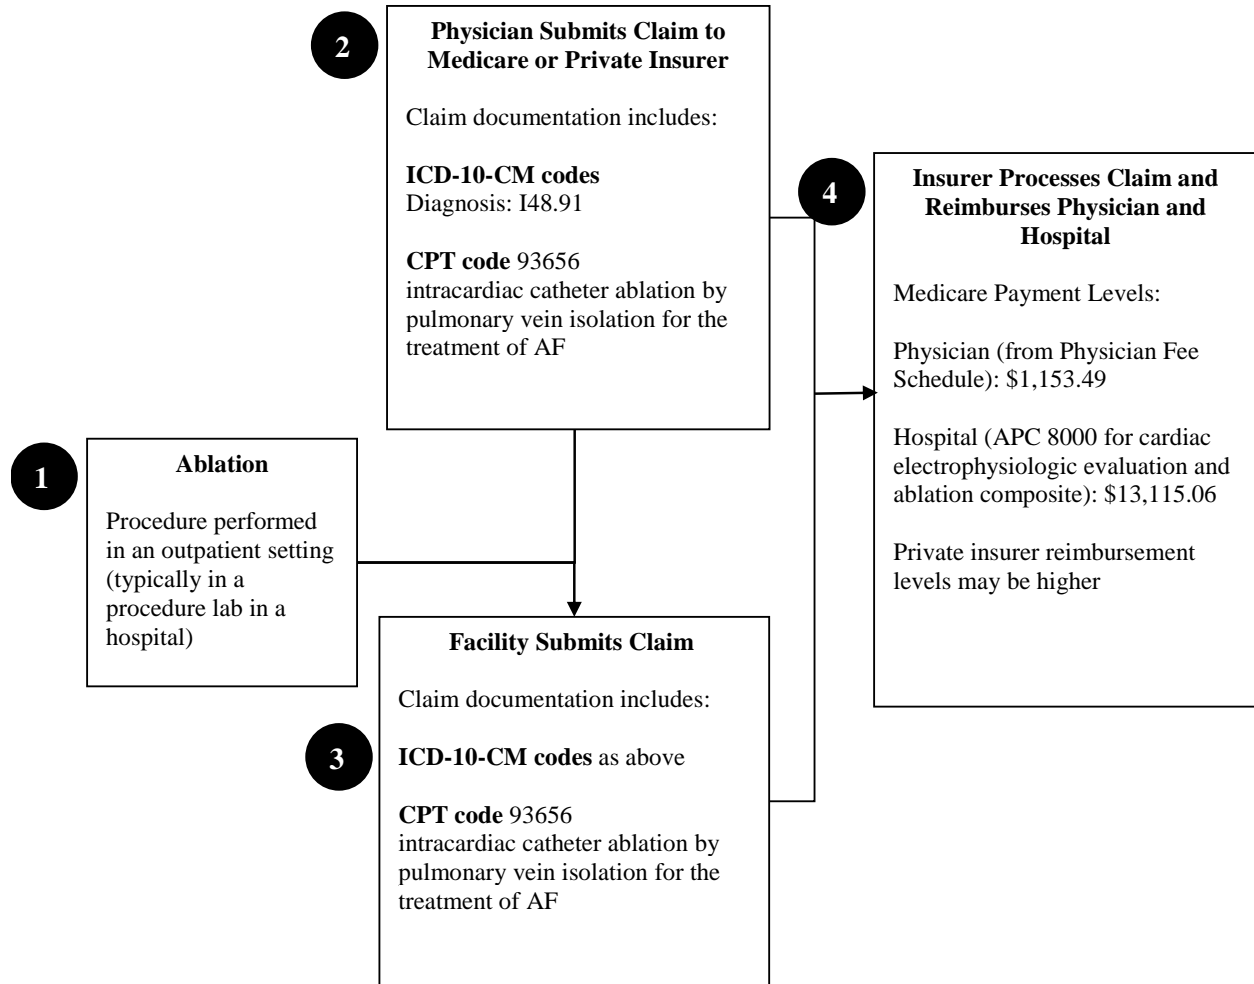 1
Ablation
Procedure performed
in an outpatient setting
(typically in a
procedure lab in a
hospital)
2
Physician Submits Claim to
Medicare or Private Insurer
Claim documentation includes:
ICD-10-CM codes
Diagnosis: I48.91
CPT code 93656
intracardiac catheter ablation by
pulmonary vein isolation for the
treatment of AF
3
Facility Submits Claim
Claim documentation includes:
ICD-10-CM codes as above
CPT code 93656
intracardiac catheter ablation by
pulmonary vein isolation for the
treatment of AF
4
Insurer Processes Claim and
Reimburses Physician and
Hospital
Medicare Payment Levels:
Physician (from Physician Fee
Schedule): $1,153.49
Hospital (APC 8000 for cardiac
electrophysiologic evaluation and
ablation composite): $13,115.06
Private insurer reimbursement
levels may be higher